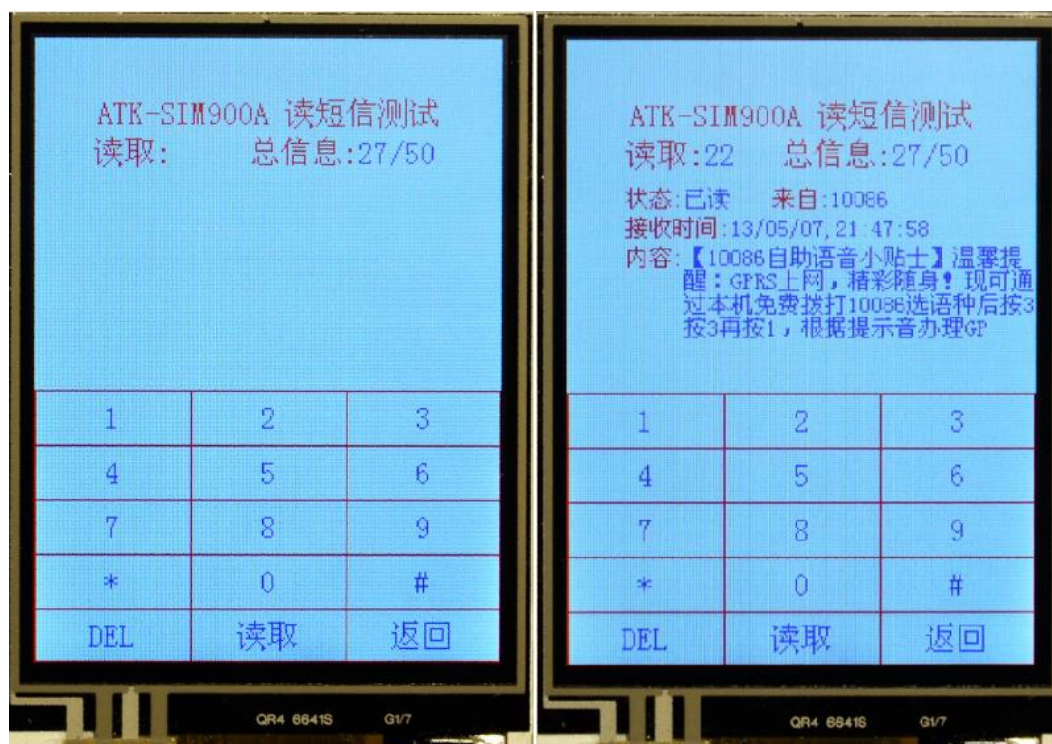 ATK-SIM900A 读短信测试
读取: 总信息:27/50
1 2 3
4 5 6
7 8 9
* 0 #
DEL 读取 返回
QR4 6641S G1/7
ATK-SIM900A 读短信测试
读取:22 总信息:27/50
状态:已读 来自:10086
接收时间:13/05/07,21:47:58
内容:【10086自助语音小贴士】温馨提
醒：GPRS上网，精彩随身！现可通
过本机免费拨打10086选语种后按3
按3再按1，根据提示音办理GP
1 2 3
4 5 6
7 8 9
* 0 #
DEL 读取 返回
QR4 6641S G1/7